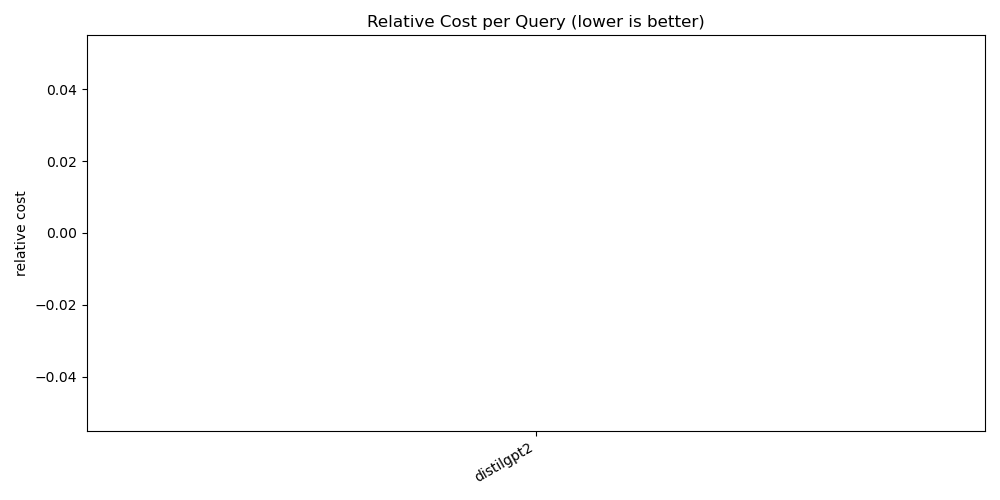 Relative Cost per Query (lower is better)
0.04
0.02
0.00
−0.02
−0.04
relative cost
distilgpt2